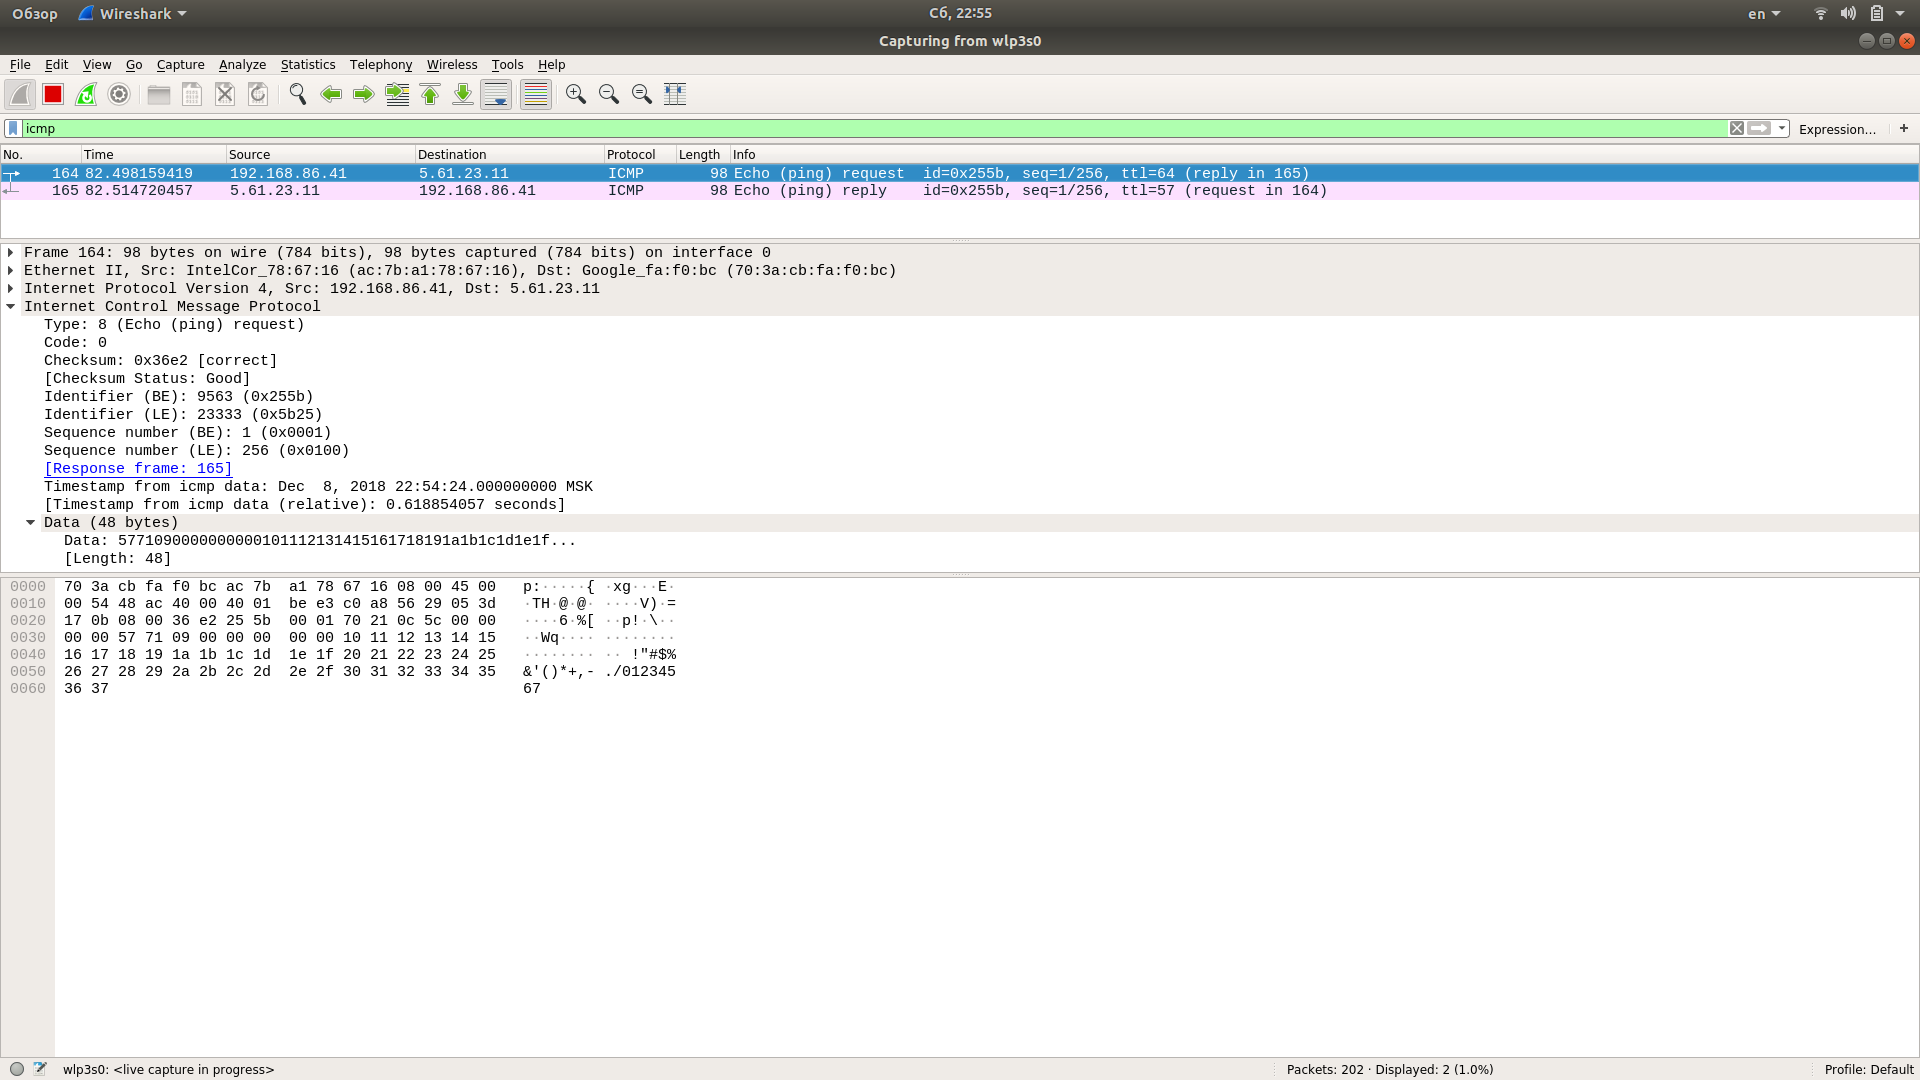 Обзор Wireshark Сб, 22:55 en
Capturing from wlp3s0
File Edit View Go Capture Analyze Statistics Telephony Wireless Tools Help
icmp Expression… +
No. Time Source Destination Protocol Length Info
164 82.498159419 192.168.86.41 5.61.23.11 ICMP 98 Echo (ping) request id=0x255b, seq=1/256, ttl=64 (reply in 165)
165 82.514720457 5.61.23.11 192.168.86.41 ICMP 98 Echo (ping) reply id=0x255b, seq=1/256, ttl=57 (request in 164)
Frame 164: 98 bytes on wire (784 bits), 98 bytes captured (784 bits) on interface 0
Ethernet II, Src: IntelCor_78:67:16 (ac:7b:a1:78:67:16), Dst: Google_fa:f0:bc (70:3a:cb:fa:f0:bc)
Internet Protocol Version 4, Src: 192.168.86.41, Dst: 5.61.23.11
Internet Control Message Protocol
Type: 8 (Echo (ping) request)
Code: 0
Checksum: 0x36e2 [correct]
[Checksum Status: Good]
Identifier (BE): 9563 (0x255b)
Identifier (LE): 23333 (0x5b25)
Sequence number (BE): 1 (0x0001)
Sequence number (LE): 256 (0x0100)
[Response frame: 165]
Timestamp from icmp data: Dec  8, 2018 22:54:24.000000000 MSK
[Timestamp from icmp data (relative): 0.618854057 seconds]
Data (48 bytes)
Data: 577109000000000010111213141516171819​1a1b1c1d1e1f...
[Length: 48]
0000 70 3a cb fa f0 bc ac 7b a1 78 67 16 08 00 45 00 p:·····{ ·xg···E·
0010 00 54 48 ac 40 00 40 01 be e3 c0 a8 56 29 05 3d ·TH·@·@· ····V)·=
0020 17 0b 08 00 36 e2 25 5b 00 01 70 21 0c 5c 00 00 ····6·%[ ··p!·\··
0030 00 00 57 71 09 00 00 00 00 00 10 11 12 13 14 15 ··Wq···· ········
0040 16 17 18 19 1a 1b 1c 1d 1e 1f 20 21 22 23 24 25 ········ ·· !"#$%
0050 26 27 28 29 2a 2b 2c 2d 2e 2f 30 31 32 33 34 35 &'()*+,- ./012345
0060 36 37 67
wlp3s0: <live capture in progress> Packets: 202 · Displayed: 2 (1.0%) Profile: Default